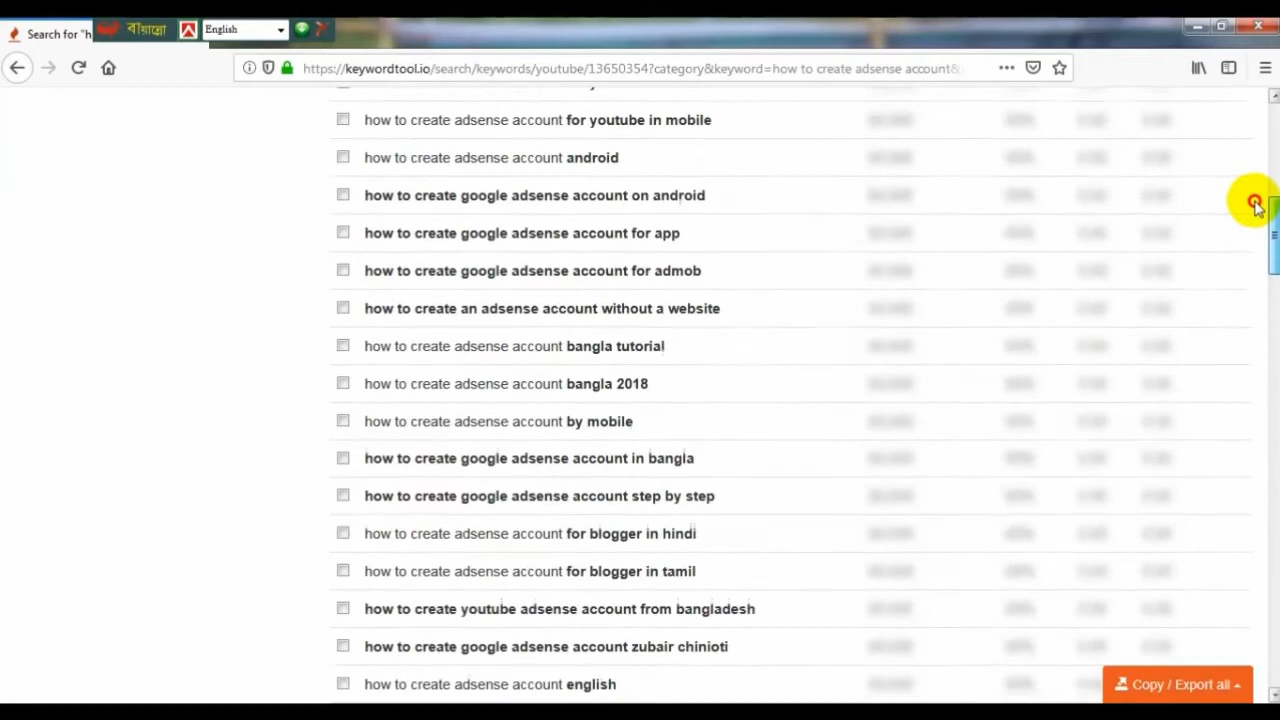 Search for "h
বাঁয়ান্নো
English
https://keywordtool.io/search/keywords/youtube/13650354?category&keyword=how to create adsense account&
how to create adsense account for youtube in mobile
how to create adsense account android
how to create google adsense account on android
how to create google adsense account for app
how to create google adsense account for admob
how to create an adsense account without a website
how to create adsense account bangla tutorial
how to create adsense account bangla 2018
how to create adsense account by mobile
how to create google adsense account in bangla
how to create google adsense account step by step
how to create adsense account for blogger in hindi
how to create adsense account for blogger in tamil
how to create youtube adsense account from bangladesh
how to create google adsense account zubair chinioti
how to create adsense account english
Copy / Export all